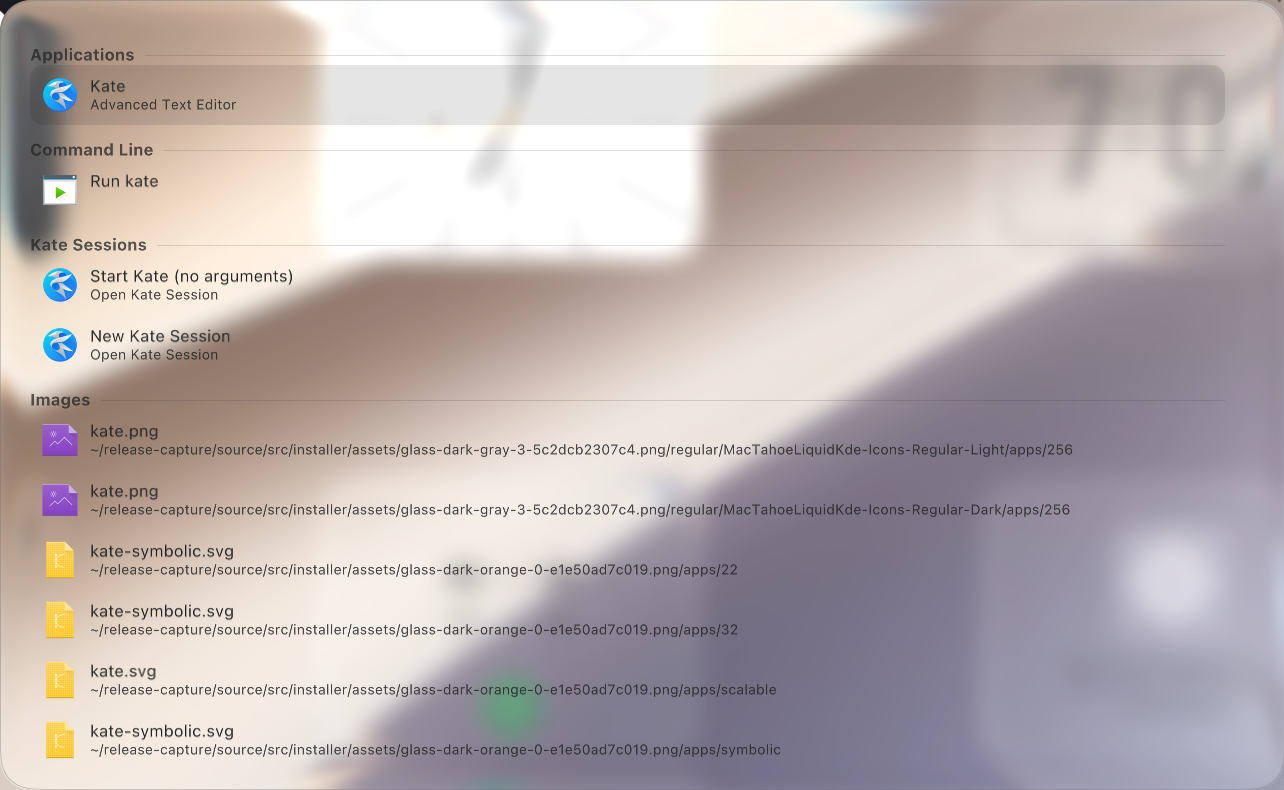 Applications
Kate
Advanced Text Editor
Command Line
Run kate
Kate Sessions
Start Kate (no arguments)
Open Kate Session
New Kate Session
Open Kate Session
Images
kate.png
~/release-capture/source/src/installer/assets/glass-dark-gray-3-5c2dcb2307c4.png/regular/MacTahoeLiquidKde-Icons-Regular-Light/apps/256
kate.png
~/release-capture/source/src/installer/assets/glass-dark-gray-3-5c2dcb2307c4.png/regular/MacTahoeLiquidKde-Icons-Regular-Dark/apps/256
kate-symbolic.svg
~/release-capture/source/src/installer/assets/glass-dark-orange-0-e1e50ad7c019.png/apps/22
kate-symbolic.svg
~/release-capture/source/src/installer/assets/glass-dark-orange-0-e1e50ad7c019.png/apps/32
kate.svg
~/release-capture/source/src/installer/assets/glass-dark-orange-0-e1e50ad7c019.png/apps/scalable
kate-symbolic.svg
~/release-capture/source/src/installer/assets/glass-dark-orange-0-e1e50ad7c019.png/apps/symbolic